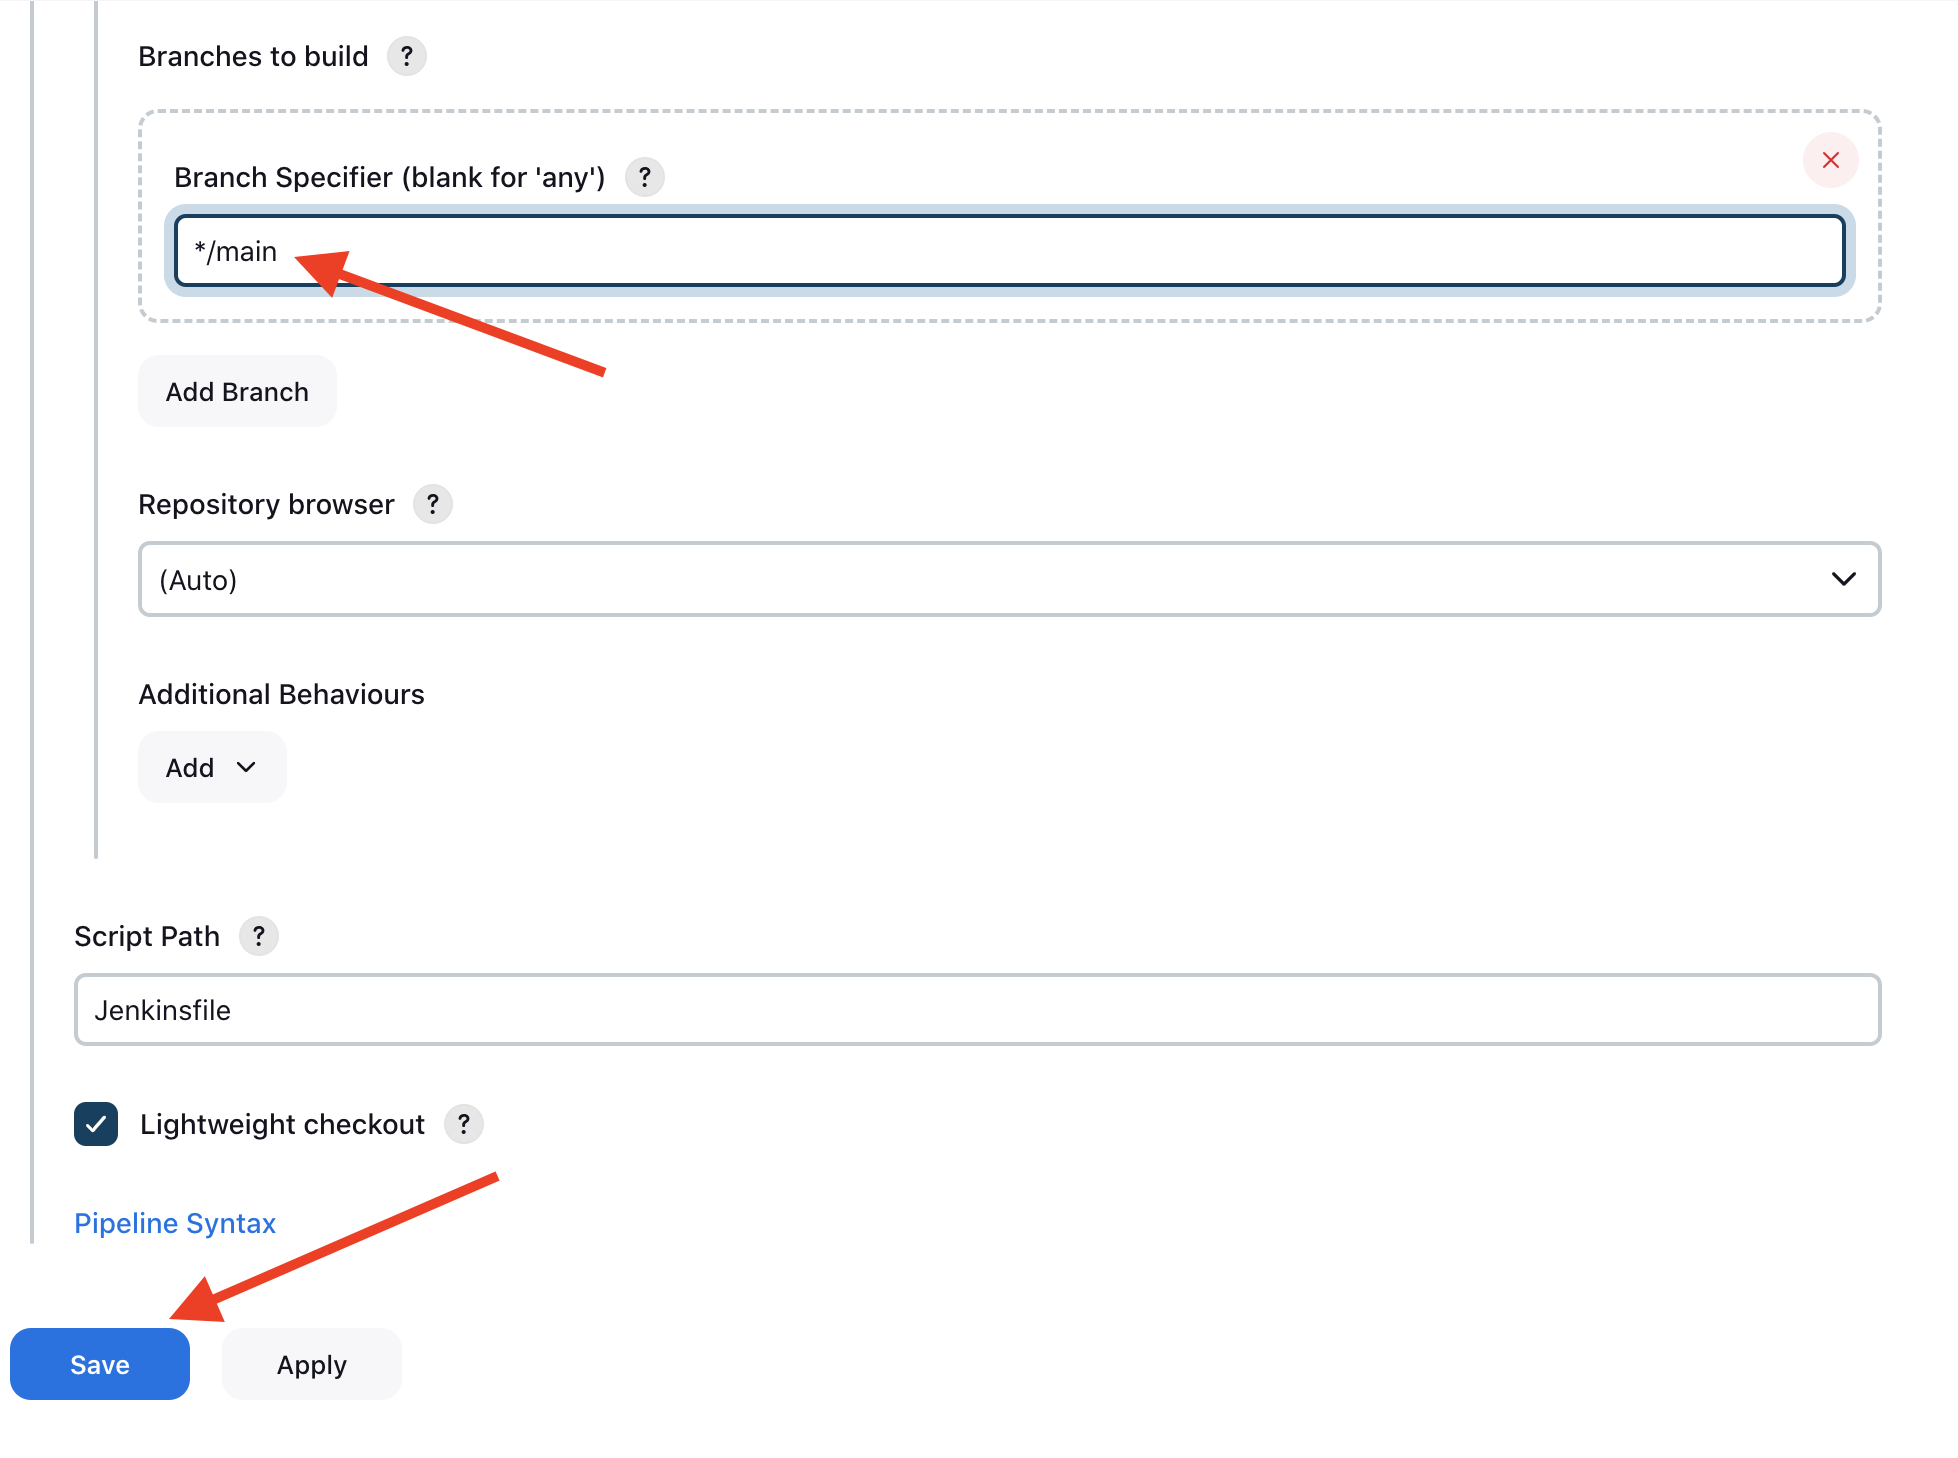 Branches to build ?
Branch Specifier (blank for 'any') ?
*/main
Add Branch
Repository browser ?
(Auto)
Additional Behaviours
Add
Script Path ?
Jenkinsfile
Lightweight checkout ?
Pipeline Syntax
Save Apply